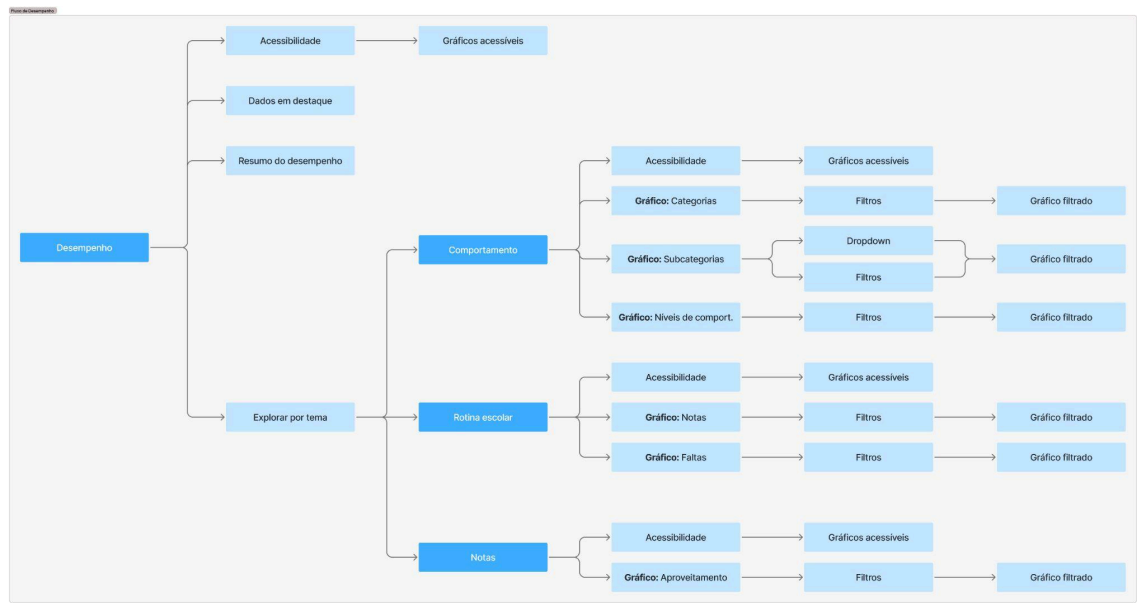 Fluxo de Desempenho
Acessibilidade
Gráficos acessíveis
Dados em destaque
Resumo do desempenho
Acessibilidade
Gráficos acessíveis
Gráfico: Categorias
Filtros
Gráfico filtrado
Desempenho
Comportamento
Gráfico: Subcategorias
Dropdown
Filtros
Gráfico filtrado
Gráfico: Níveis de comport.
Filtros
Gráfico filtrado
Explorar por tema
Rotina escolar
Acessibilidade
Gráficos acessíveis
Gráfico: Notas
Filtros
Gráfico filtrado
Gráfico: Faltas
Filtros
Gráfico filtrado
Notas
Acessibilidade
Gráficos acessíveis
Gráfico: Aproveitamento
Filtros
Gráfico filtrado